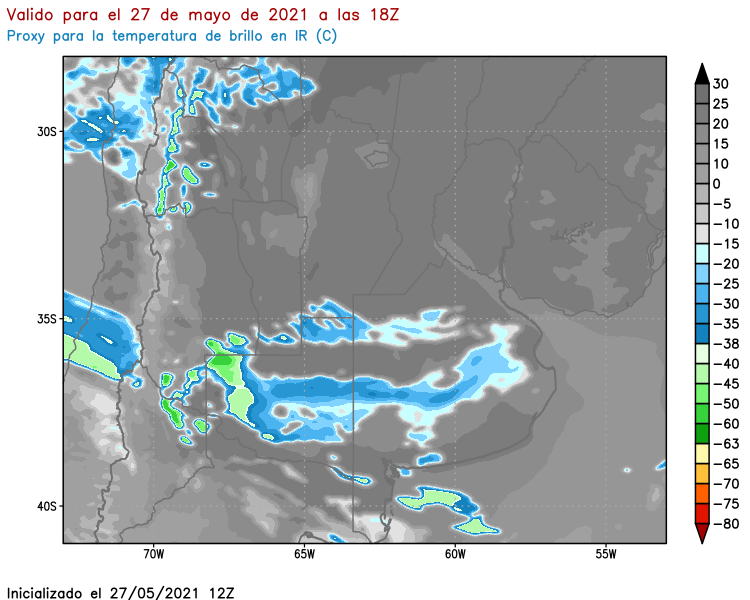 Valido para el 27 de mayo de 2021 a las 18Z
Proxy para la temperatura de brillo en IR (C)
30S
35S
40S
70W
65W
60W
55W
30
25
20
15
10
0
−5
−10
−15
−20
−25
−30
−35
−38
−40
−45
−50
−60
−63
−65
−70
−75
−80
Inicializado el 27/05/2021 12Z